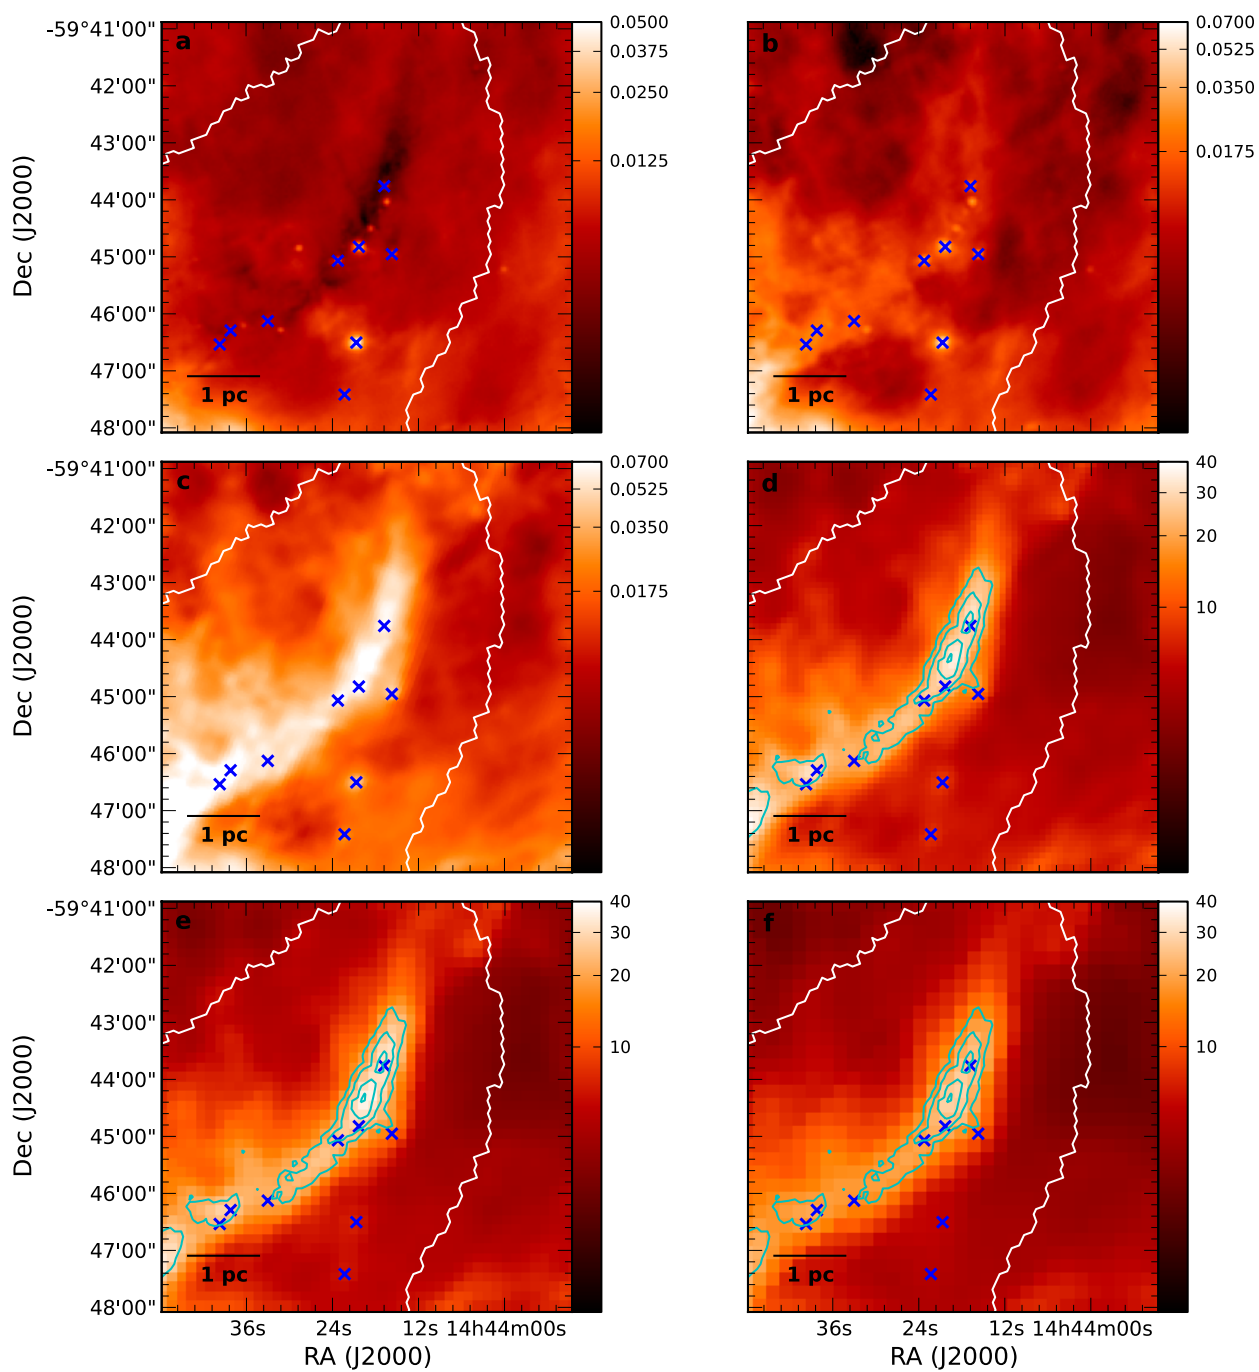 a
-59°41'00"
42'00"
43'00"
44'00"
45'00"
46'00"
47'00"
48'00"
Dec (J2000)
1 pc
0.0500
0.0375
0.0250
0.0125
b
1 pc
0.0700
0.0525
0.0350
0.0175
c
-59°41'00"
42'00"
43'00"
44'00"
45'00"
46'00"
47'00"
48'00"
Dec (J2000)
1 pc
0.0700
0.0525
0.0350
0.0175
d
1 pc
40
30
20
10
e
-59°41'00"
42'00"
43'00"
44'00"
45'00"
46'00"
47'00"
48'00"
Dec (J2000)
1 pc
40
30
20
10
36s 24s 12s 14h44m00s
RA (J2000)
f
1 pc
40
30
20
10
36s 24s 12s 14h44m00s
RA (J2000)